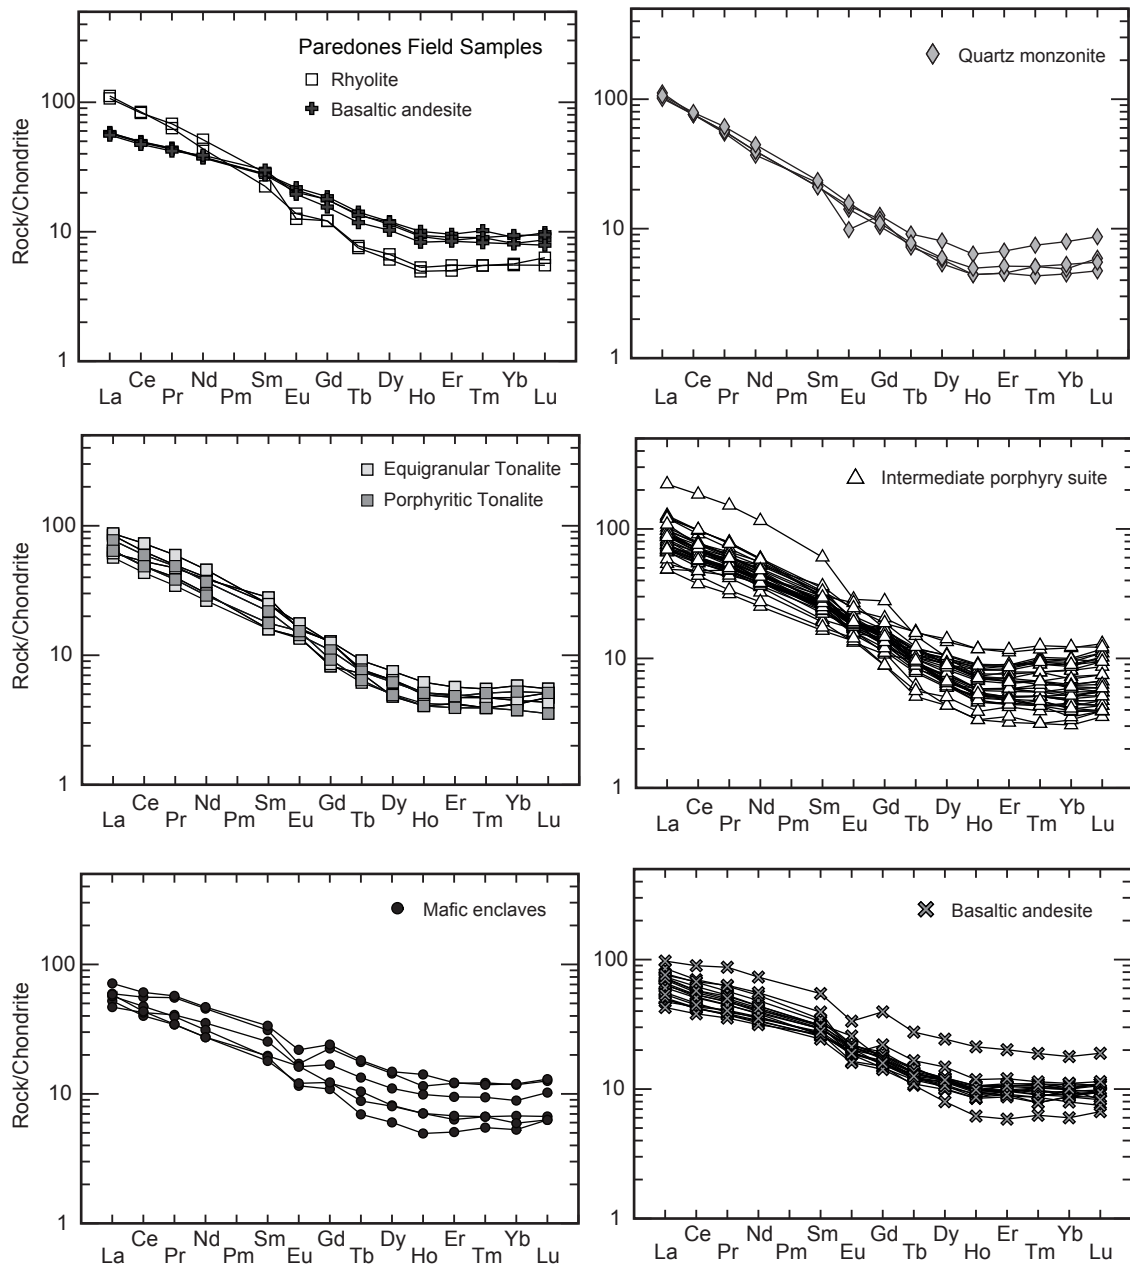 Paredones Field Samples
Rhyolite
Basaltic andesite
100
10
1
Rock/Chondrite
Ce Nd Sm Gd Dy Er Yb
La Pr Pm Eu Tb Ho Tm Lu
Quartz monzonite
100
10
1
Ce Nd Sm Gd Dy Er Yb
La Pr Pm Eu Tb Ho Tm Lu
Equigranular Tonalite
Porphyritic Tonalite
100
10
1
Rock/Chondrite
Ce Nd Sm Gd Dy Er Yb
La Pr Pm Eu Tb Ho Tm Lu
Intermediate porphyry suite
100
10
1
Ce Nd Sm Gd Dy Er Yb
La Pr Pm Eu Tb Ho Tm Lu
Mafic enclaves
100
10
1
Rock/Chondrite
Ce Nd Sm Gd Dy Er Yb
La Pr Pm Eu Tb Ho Tm Lu
Basaltic andesite
100
10
1
Ce Nd Sm Gd Dy Er Yb
La Pr Pm Eu Tb Ho Tm Lu